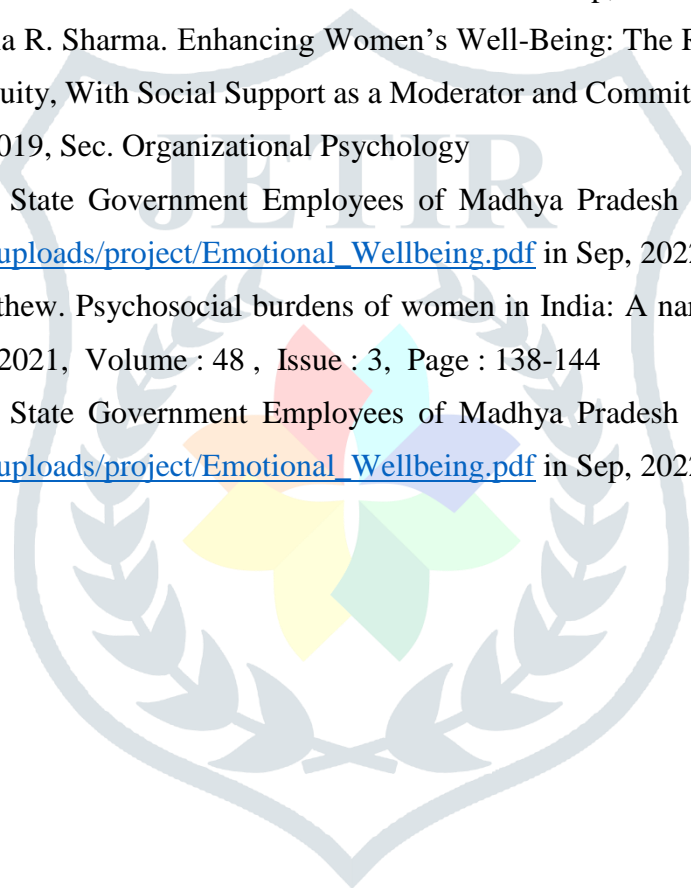 a R. Sharma. Enhancing Women’s Well-Being: The
uity, With Social Support as a Moderator and Commit
019, Sec. Organizational Psychology
State Government Employees of Madhya Pradesh
uploads/project/Emotional_Wellbeing.pdf in Sep, 202
thew. Psychosocial burdens of women in India: A nar
2021, Volume : 48 , Issue : 3, Page : 138-144
State Government Employees of Madhya Pradesh
uploads/project/Emotional_Wellbeing.pdf in Sep, 202
JETIR